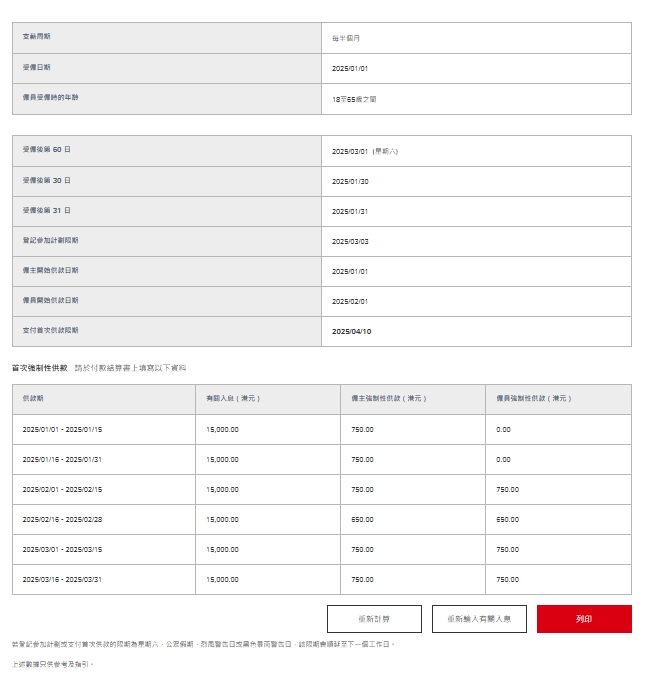 支薪周期 每半個月
受僱日期 2025/01/01
僱員受僱時的年齡 18至65歲之間
受僱後第 60 日 2025/03/01 (星期六)
受僱後第 30 日 2025/01/30
受僱後第 31 日 2025/01/31
登記參加計劃限期 2025/03/03
僱主開始供款日期 2025/01/01
僱員開始供款日期 2025/02/01
支付首次供款限期 2025/04/10
首次強制性供款 請於付款結算書上填寫以下資料
供款期 有關入息 ( 港元 ) 僱主強制性供款 ( 港元 ) 僱員強制性供款 ( 港元 )
2025/01/01 - 2025/01/15 15,000.00 750.00 0.00
2025/01/16 - 2025/01/31 15,000.00 750.00 0.00
2025/02/01 - 2025/02/15 15,000.00 750.00 750.00
2025/02/16 - 2025/02/28 15,000.00 650.00 650.00
2025/03/01 - 2025/03/15 15,000.00 750.00 750.00
2025/03/16 - 2025/03/31 15,000.00 750.00 750.00
重新計算 重新輸入有關入息 列印
若登記參加計劃或支付首次供款的限期為星期六、公眾假期、烈風警告日或黑色暴雨警告日，該限期會順延至下一個工作日。
上述數據只供參考及指引。